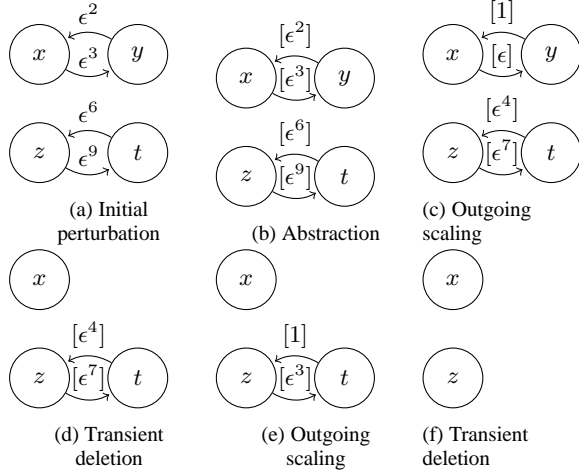 ϵ² [ϵ²] [1]
x ϵ³ y x [ϵ³] y x [ϵ] y
ϵ⁶ [ϵ⁶] [ϵ⁴]
z ϵ⁹ t z [ϵ⁹] t z [ϵ⁷] t
(a) Initial
perturbation
(b) Abstraction
(c) Outgoing
scaling
x x x
[ϵ⁴] [1]
z [ϵ⁷] t z [ϵ³] t z
(d) Transient
deletion
(e) Outgoing
scaling
(f) Transient
deletion